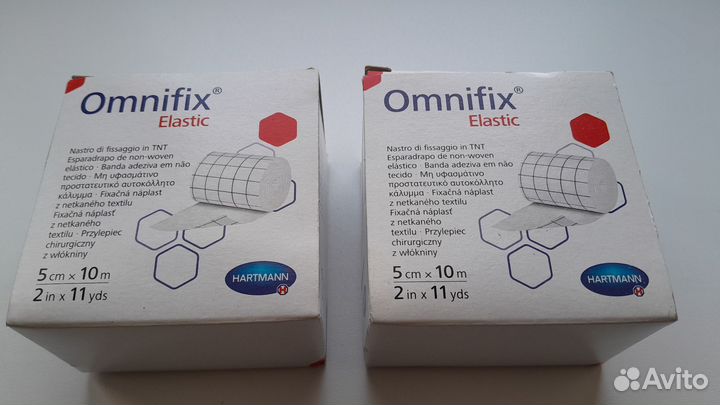 Omnifix®
Elastic
Nastro di fissaggio in TNT
Esparadrapo de non-woven
elástico · Banda adeziva em não
tecido · Μη υφασμάτινο
προστατευτικό αυτοκόλλητο
κάλυμμα · Fixačná náplast
z netkaného textilu
Fixačná náplasť
z netkaného
textilu · Przylepiec
chirurgiczny
z włókniny
5 cm × 10 m
2 in x 11 yds
HARTMANN
Omnifix®
Elastic
Nastro di fissaggio in TNT
Esparadrapo de non-woven
elástico · Banda adeziva em não
tecido · Μη υφασμάτινο
προστατευτικό αυτοκόλλητο
κάλυμμα · Fixačná náplast
z netkaného textilu
Fixačná náplasť
z netkaného
textilu · Przylepiec
chirurgiczny
z włókniny
5 cm × 10 m
2 in x 11 yds
HARTMANN
Avito